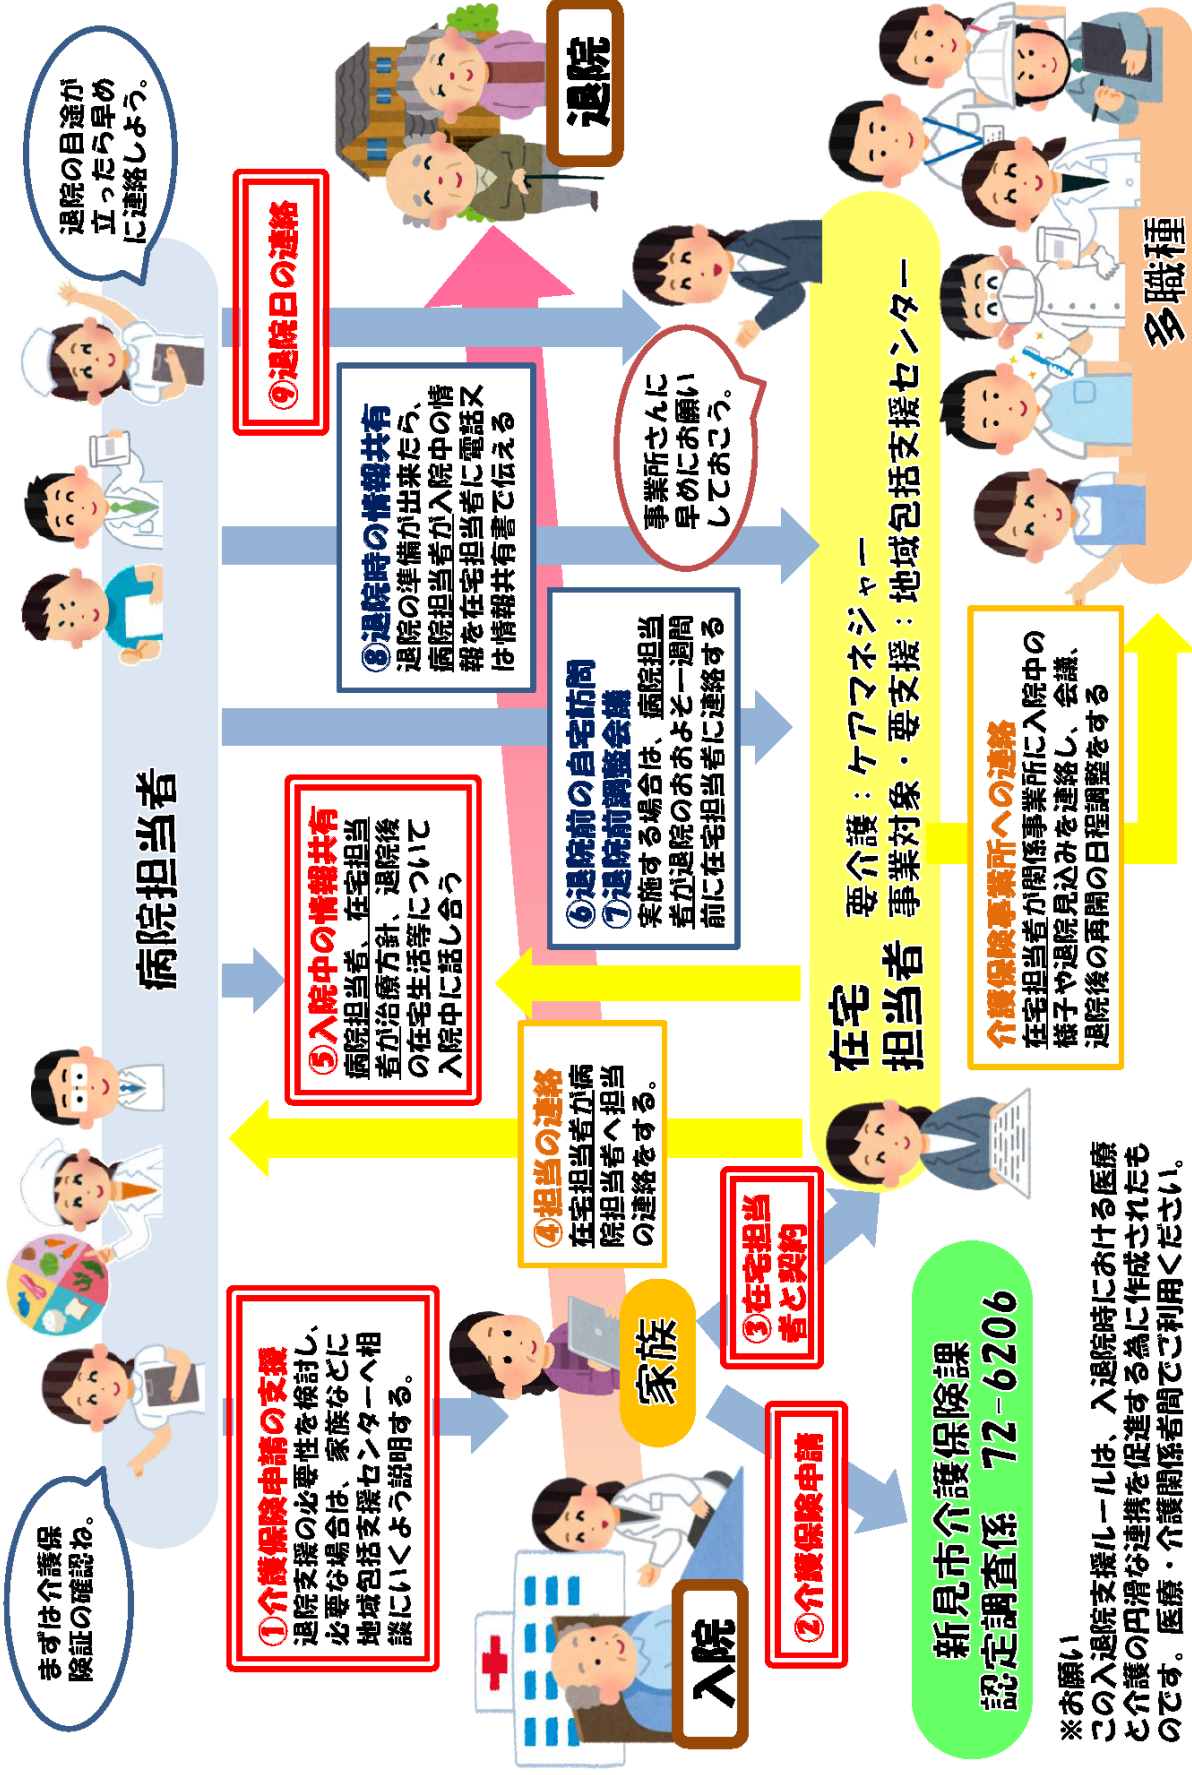 まずは介護保
険証の確認ね。
病院担当者
退院の目途が
立ったら早め
に連絡しよう。
①介護保険申請の支援
退院支援の必要性を検討し、
必要な場合は、家族などに
地域包括支援センターへ相
談にいくよう説明する。
⑤入院中の情報共有
病院担当者、在宅担当
者が治療方針、退院後
の在宅生活等について
入院中に話し合う
⑧退院時の情報共有
退院の準備が出来たら、
病院担当者が入院中の情
報を在宅担当者に電話又
は情報共有書で伝える
⑨退院日の連絡
退院
④担当の連絡
在宅担当者が病
院担当者へ担当
の連絡をする。
⑥退院前の自宅訪問
⑦退院前調整会議
実施する場合は、病院担当
者が退院のおおよそ一週間
前に在宅担当者に連絡する
事業所さんに
早めにお願い
しておこう。
入院
家族
②介護保険申請
③在宅担当
者と契約
在宅
担当者
要介護：ケアマネジャー
事業対象・要支援：地域包括支援センター
新見市介護保険課
認定調査係 72-6206
介護保険事業所への連絡
在宅担当者が関係事業所に入院中の
様子や退院見込みを連絡し、会議、
退院後の再開の日程調整をする
多職種
※お願い
この入退院支援ルールは、入退院時における医療
と介護の円滑な連携を促進する為に作成されたも
のです。医療・介護関係者間でご利用ください。